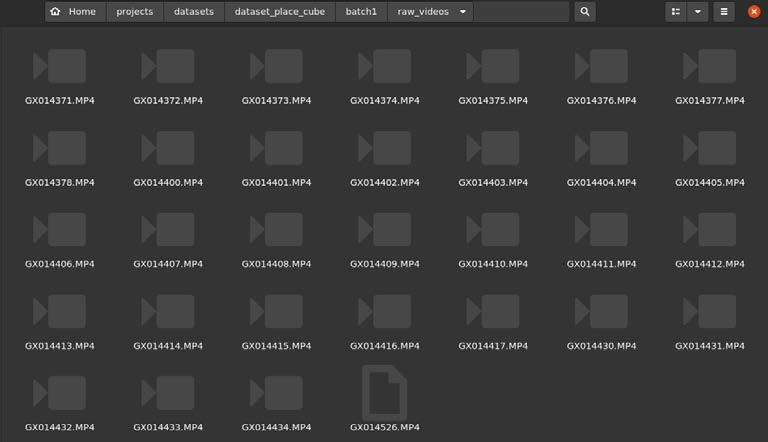 Home projects datasets dataset_place_cube batch1 raw_videos
GX014371.MP4 GX014372.MP4 GX014373.MP4 GX014374.MP4 GX014375.MP4 GX014376.MP4 GX014377.MP4
GX014378.MP4 GX014400.MP4 GX014401.MP4 GX014402.MP4 GX014403.MP4 GX014404.MP4 GX014405.MP4
GX014406.MP4 GX014407.MP4 GX014408.MP4 GX014409.MP4 GX014410.MP4 GX014411.MP4 GX014412.MP4
GX014413.MP4 GX014414.MP4 GX014415.MP4 GX014416.MP4 GX014417.MP4 GX014430.MP4 GX014431.MP4
GX014432.MP4 GX014433.MP4 GX014434.MP4 GX014526.MP4